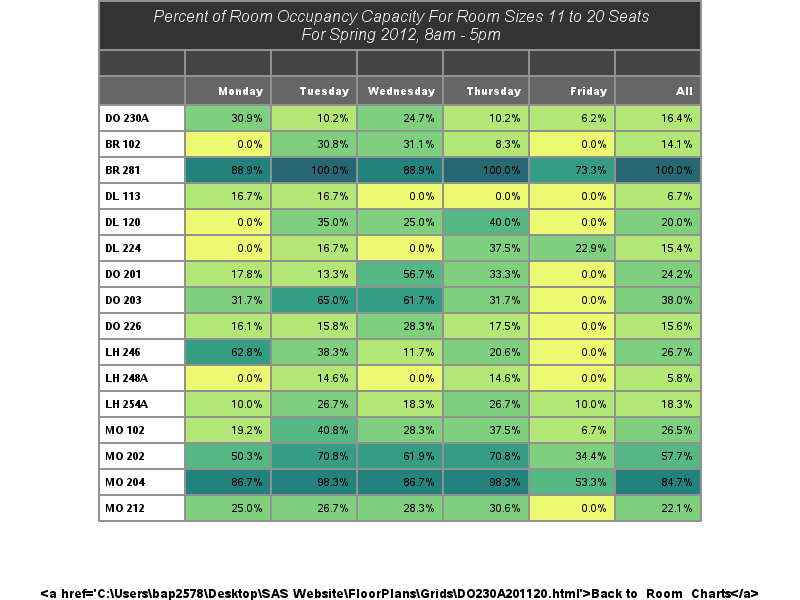 Percent of Room Occupancy Capacity For Room Sizes 11 to 20 Seats
For Spring 2012, 8am - 5pm
Monday Tuesday Wednesday Thursday Friday All
DO 230A 30.9% 10.2% 24.7% 10.2% 6.2% 16.4%
BR 102 0.0% 30.8% 31.1% 8.3% 0.0% 14.1%
BR 281 88.9% 100.0% 88.9% 100.0% 73.3% 100.0%
DL 113 16.7% 16.7% 0.0% 0.0% 0.0% 6.7%
DL 120 0.0% 35.0% 25.0% 40.0% 0.0% 20.0%
DL 224 0.0% 16.7% 0.0% 37.5% 22.9% 15.4%
DO 201 17.8% 13.3% 56.7% 33.3% 0.0% 24.2%
DO 203 31.7% 65.0% 61.7% 31.7% 0.0% 38.0%
DO 226 16.1% 15.8% 28.3% 17.5% 0.0% 15.6%
LH 246 62.8% 38.3% 11.7% 20.6% 0.0% 26.7%
LH 248A 0.0% 14.6% 0.0% 14.6% 0.0% 5.8%
LH 254A 10.0% 26.7% 18.3% 26.7% 10.0% 18.3%
MO 102 19.2% 40.8% 28.3% 37.5% 6.7% 26.5%
MO 202 50.3% 70.8% 61.9% 70.8% 34.4% 57.7%
MO 204 86.7% 98.3% 86.7% 98.3% 53.3% 84.7%
MO 212 25.0% 26.7% 28.3% 30.6% 0.0% 22.1%
<a href='C:\Users\bap2578\Desktop\SAS Website\FloorPlans\Grids\DO230A201120.html'>Back to Room Charts</a>